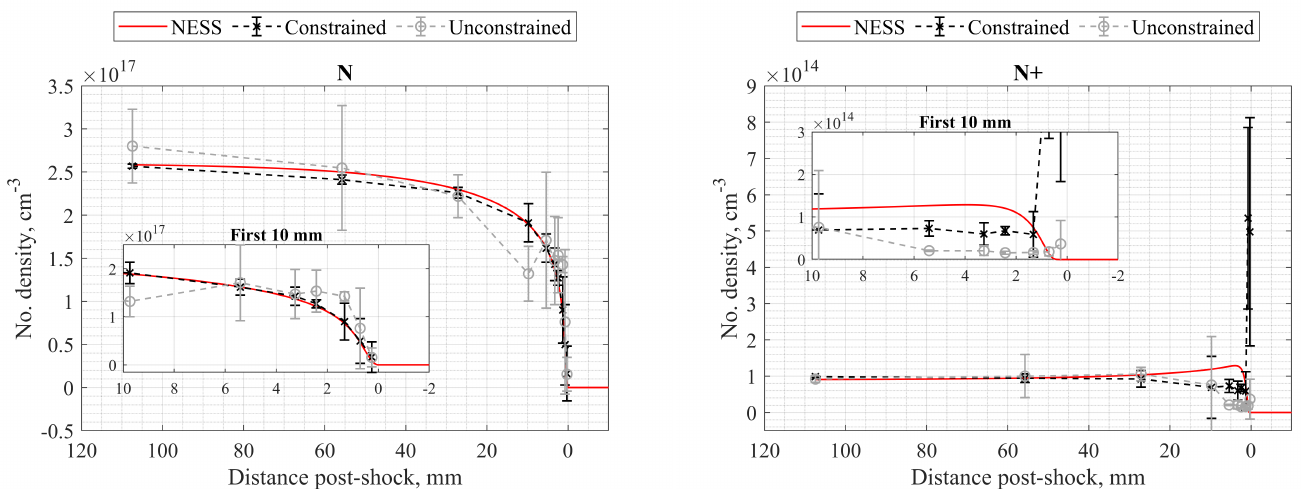 NESS Constrained Unconstrained
N
×10^17
No. density, cm^-3
3.5
3
2.5
2
1.5
1
0.5
0
-0.5
120 100 80 60 40 20 0
Distance post-shock, mm
×10^17
First 10 mm
2
1
0
10 8 6 4 2 0 -2
NESS Constrained Unconstrained
N+
×10^14
No. density, cm^-3
9
8
7
6
5
4
3
2
1
0
120 100 80 60 40 20 0
Distance post-shock, mm
×10^14
First 10 mm
3
2
1
0
10 8 6 4 2 0 -2